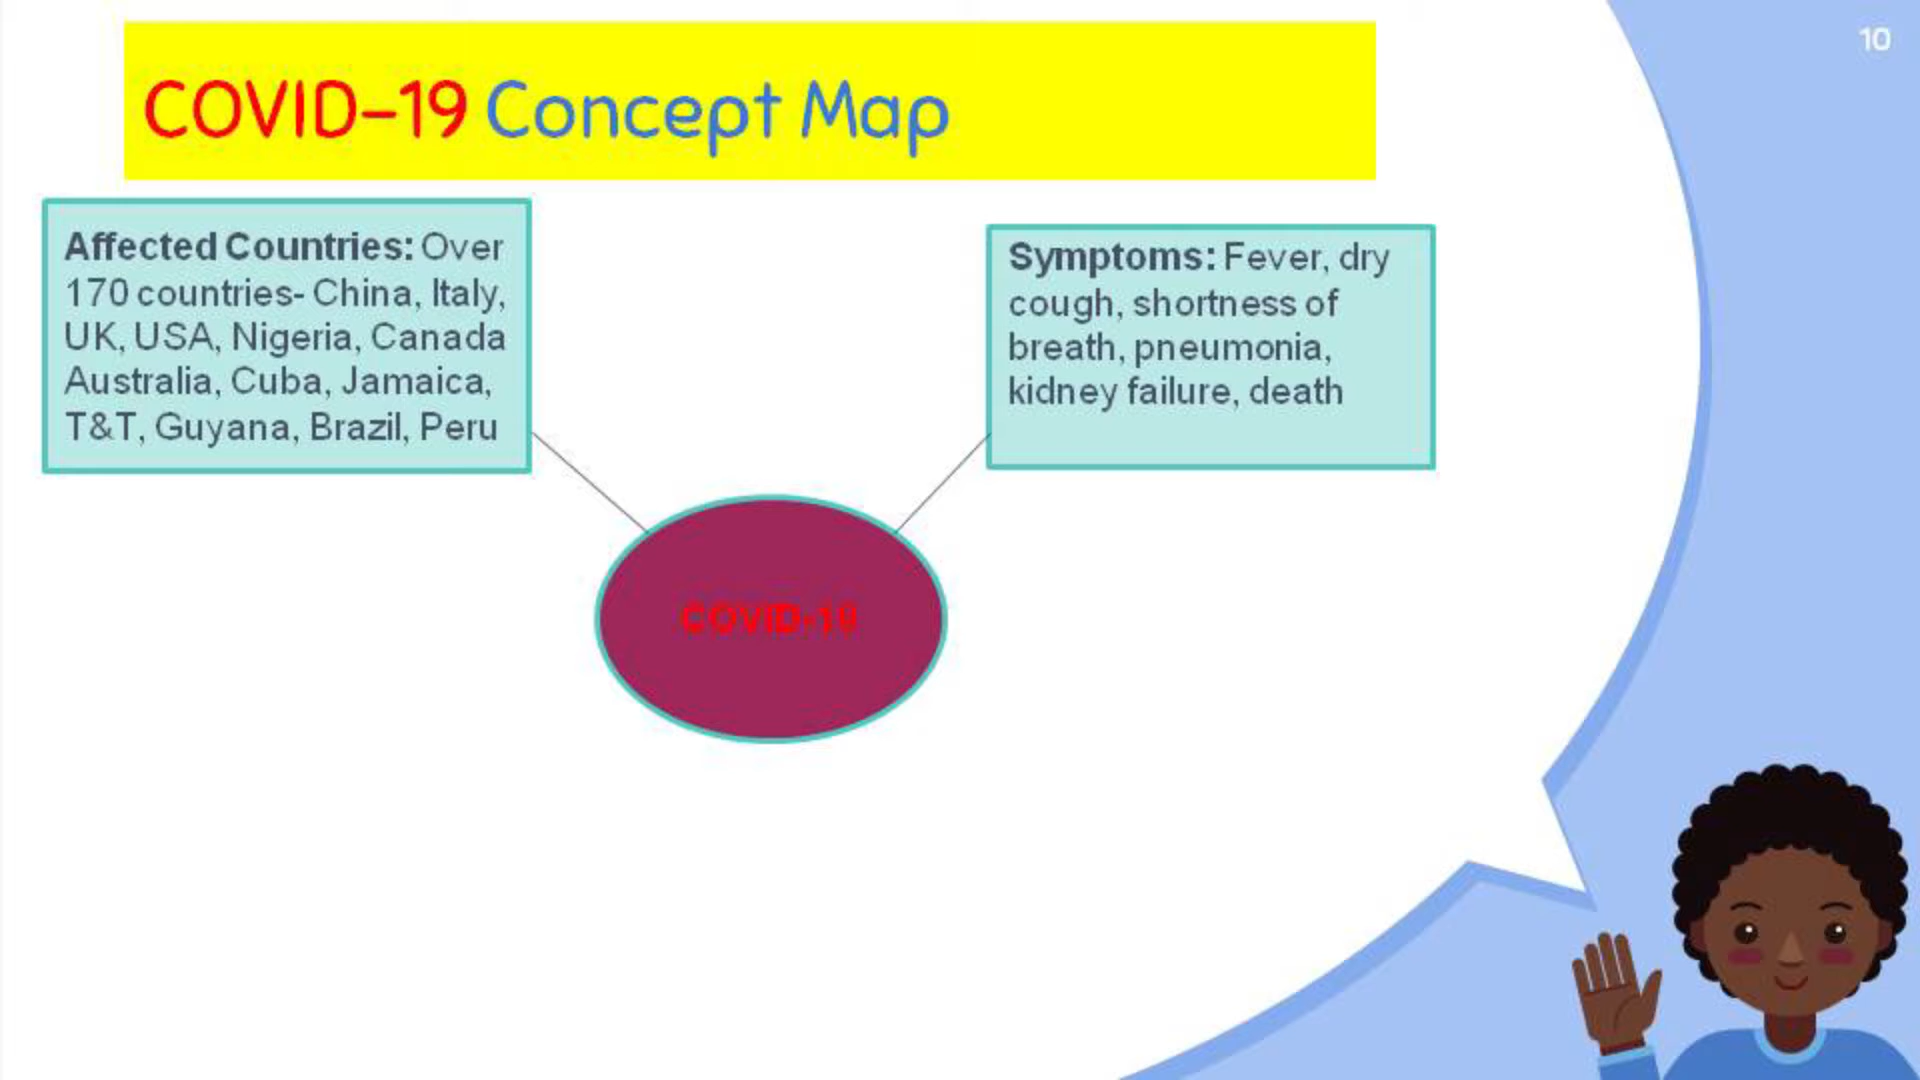 10
COVID-19 Concept Map
Affected Countries: Over
170 countries- China, Italy,
UK, USA, Nigeria, Canada
Australia, Cuba, Jamaica,
T&T, Guyana, Brazil, Peru
Symptoms: Fever, dry
cough, shortness of
breath, pneumonia,
kidney failure, death
COVID-19